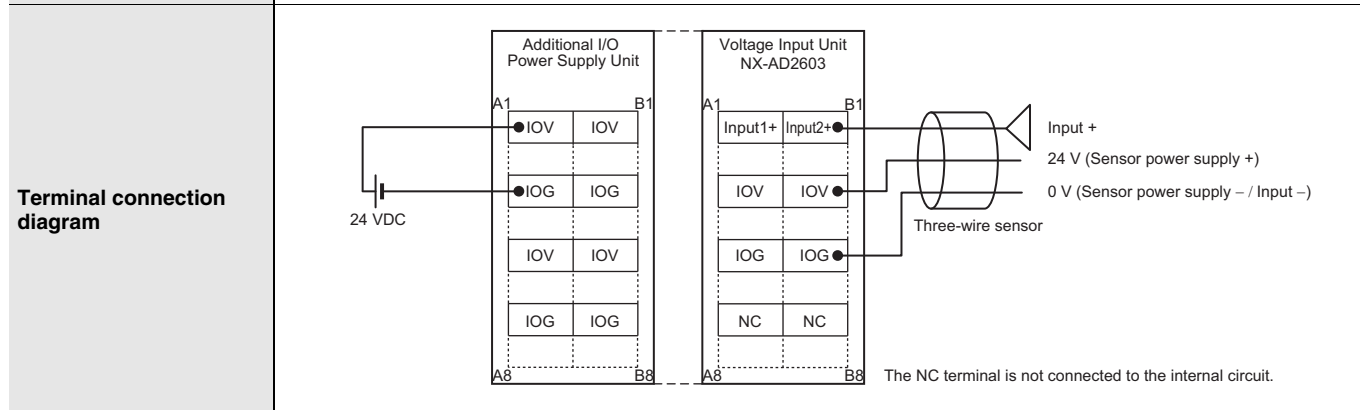 Terminal connection
diagram
Additional I/O
Power Supply Unit
A1 B1
IOV IOV
IOG IOG
IOV IOV
IOG IOG
A8 B8
24 VDC
Voltage Input Unit
NX-AD2603
A1 B1
Input1+ Input2+
IOV IOV
IOG IOG
NC NC
A8 B8
Input +
24 V (Sensor power supply +)
0 V (Sensor power supply – / Input –)
Three-wire sensor
The NC terminal is not connected to the internal circuit.